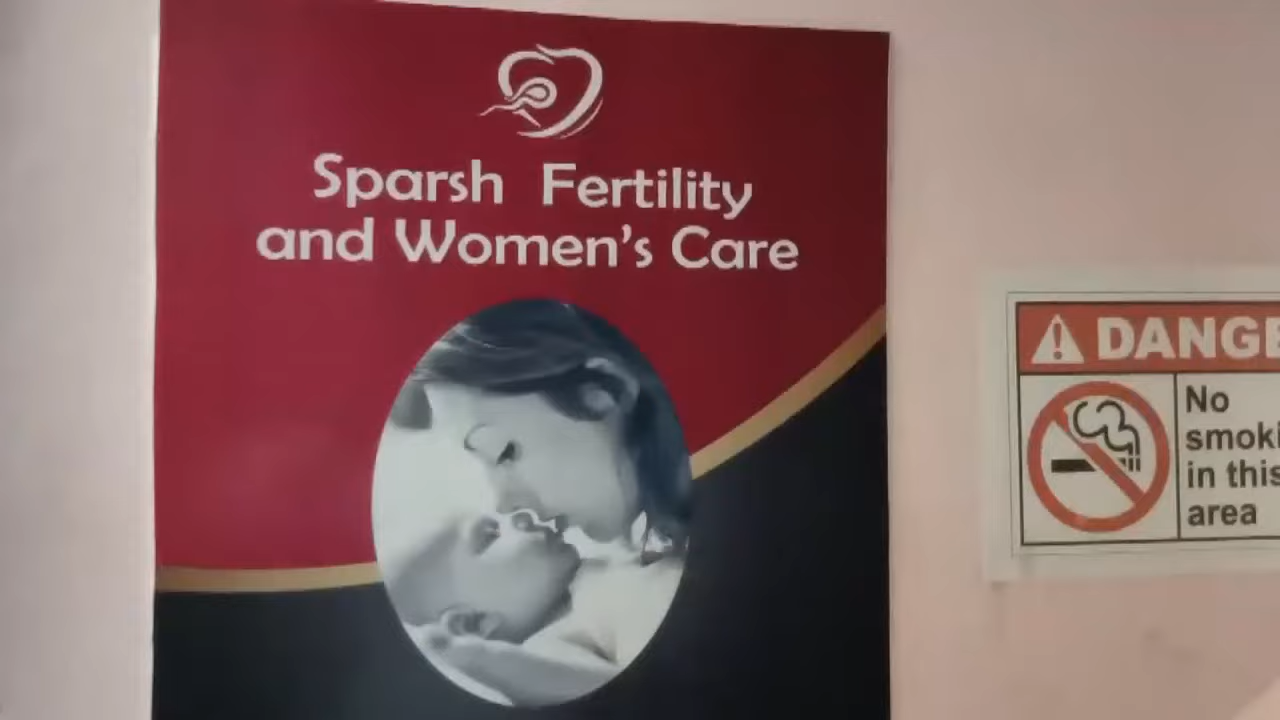 Sparsh Fertility
and Women's Care
DANGE
No
smoki
in this
area